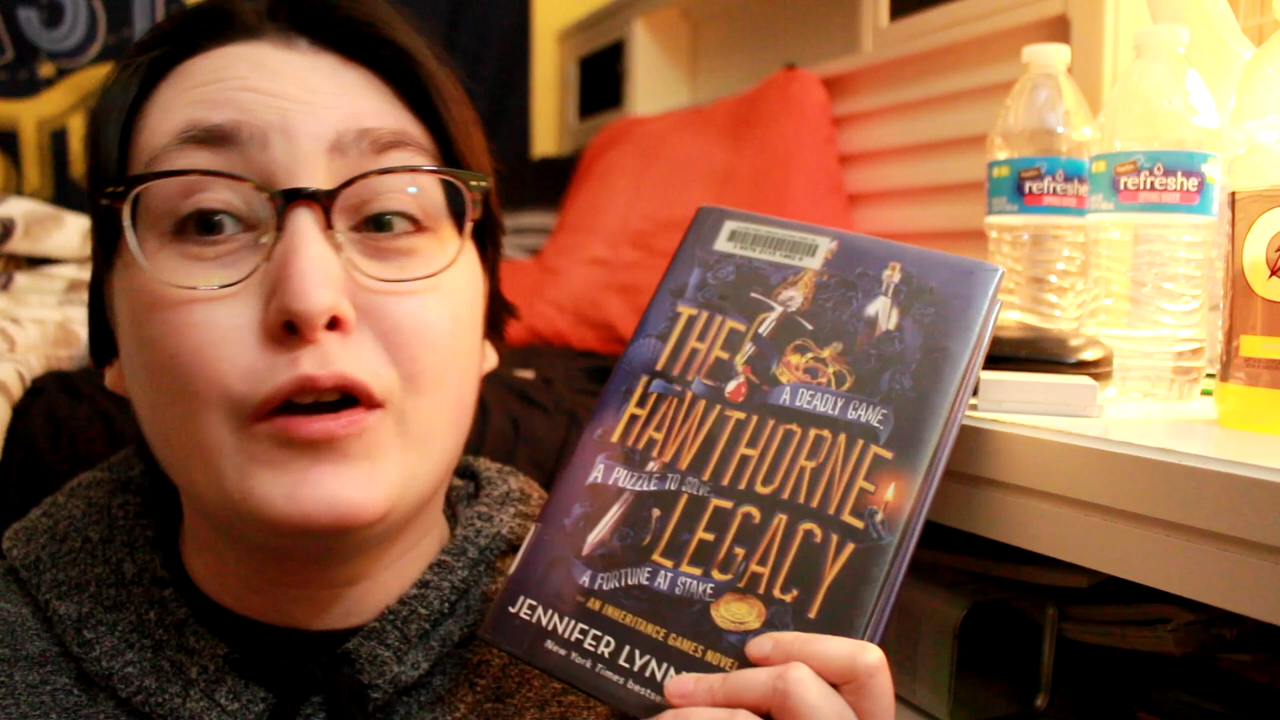 THE
A DEADLY GAME.
HAWTHORNE
A PUZZLE TO SOLVE.
LEGACY
A FORTUNE AT STAKE.
AN INHERITANCE GAMES NOVEL
JENNIFER LYNN
New York Times
refreshe
refreshe